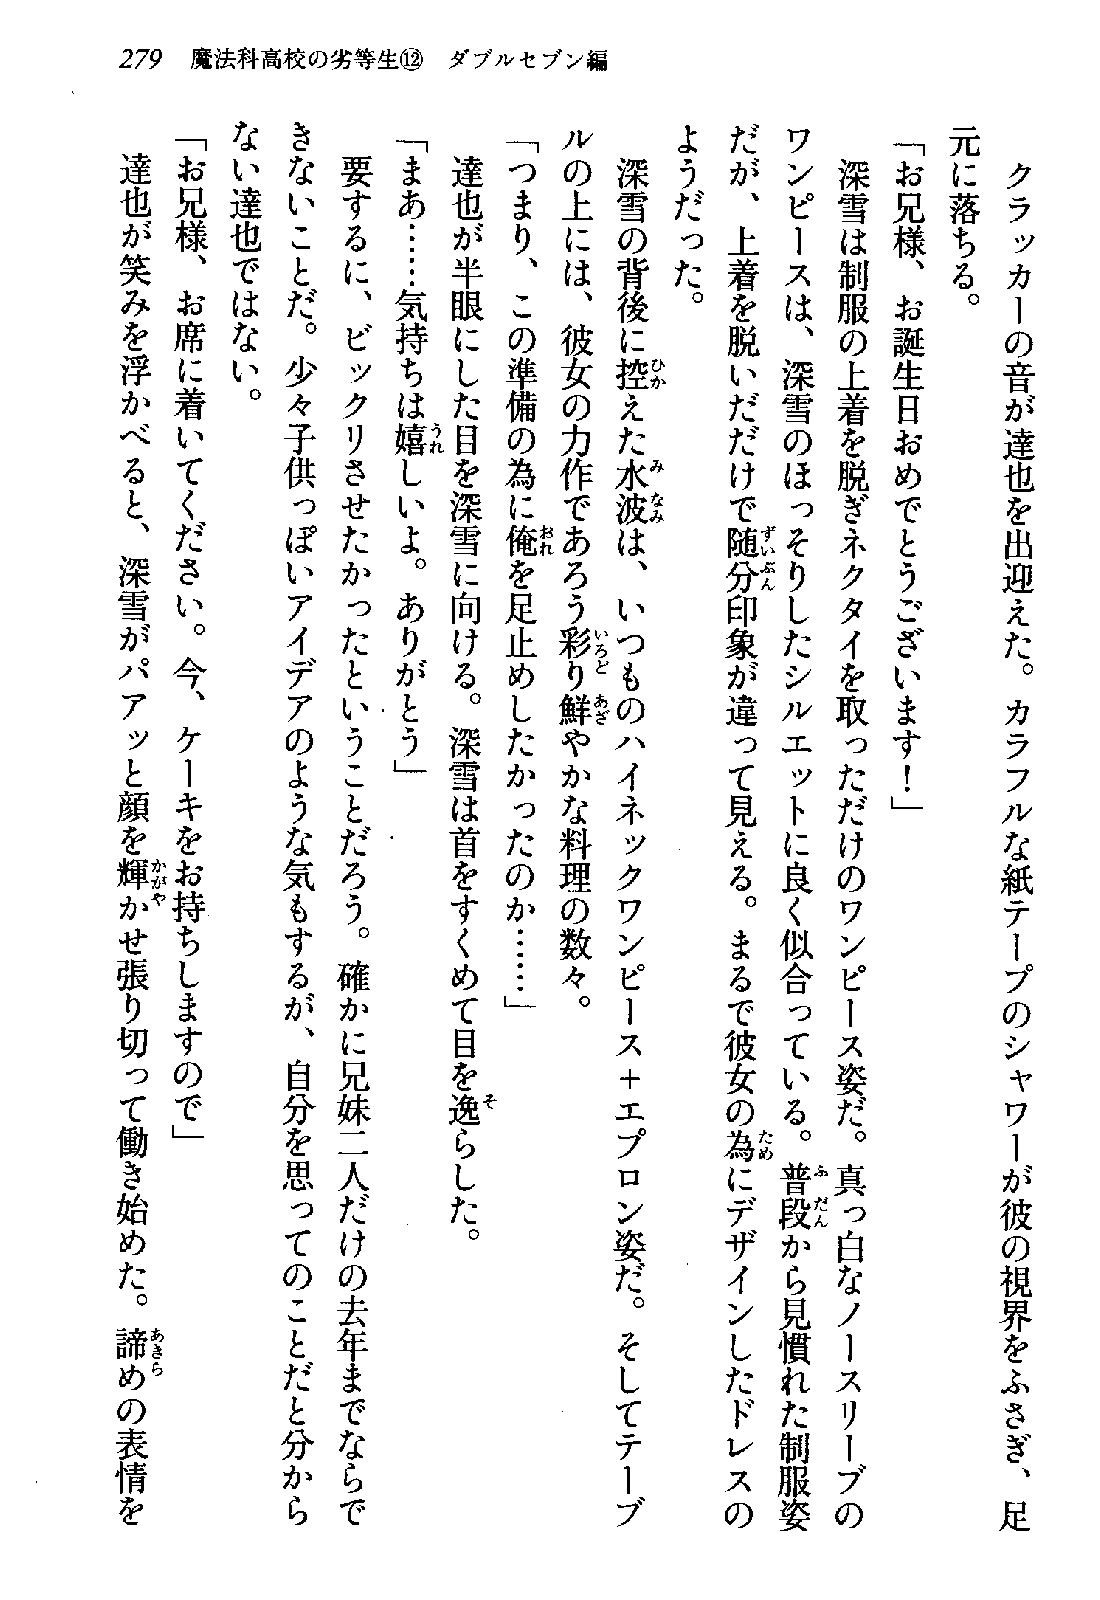 279 魔法科高校の劣等生⑫ ダブルセブン編
クラッカーの音が達也を出迎えた。カラフルな紙テープのシャワーが彼の視界をふさぎ、足
元に落ちる。
「お兄様、お誕生日おめでとうございます！」
深雪は制服の上着を脱ぎネクタイを取っただけのワンピース姿だ。真っ白なノースリーブの
ワンピースは、深雪のほっそりしたシルエットに良く似合っている。普段から見慣れた制服姿
だが、上着を脱いだだけで随分印象が違って見える。まるで彼女の為にデザインしたドレスの
ようだった。
深雪の背後に控えた水波は、いつものハイネックワンピース＋エプロン姿だ。そしてテーブ
ルの上には、彼女の力作であろう彩り鮮やかな料理の数々。
「つまり、この準備の為に俺を足止めしたかったのか……」
達也が半眼にした目を深雪に向ける。深雪は首をすくめて目を逸らした。
「まあ……気持ちは嬉しいよ。ありがとう」
要するに、ビックリさせたかったということだろう。確かに兄妹二人だけの去年までならで
きないことだ。少々子供っぽいアイデアのような気もするが、自分を思ってのことだと分から
ない達也ではない。
「お兄様、お席に着いてください。今、ケーキをお持ちしますので」
達也が笑みを浮かべると、深雪がパアッと顔を輝かせ張り切って働き始めた。諦めの表情を